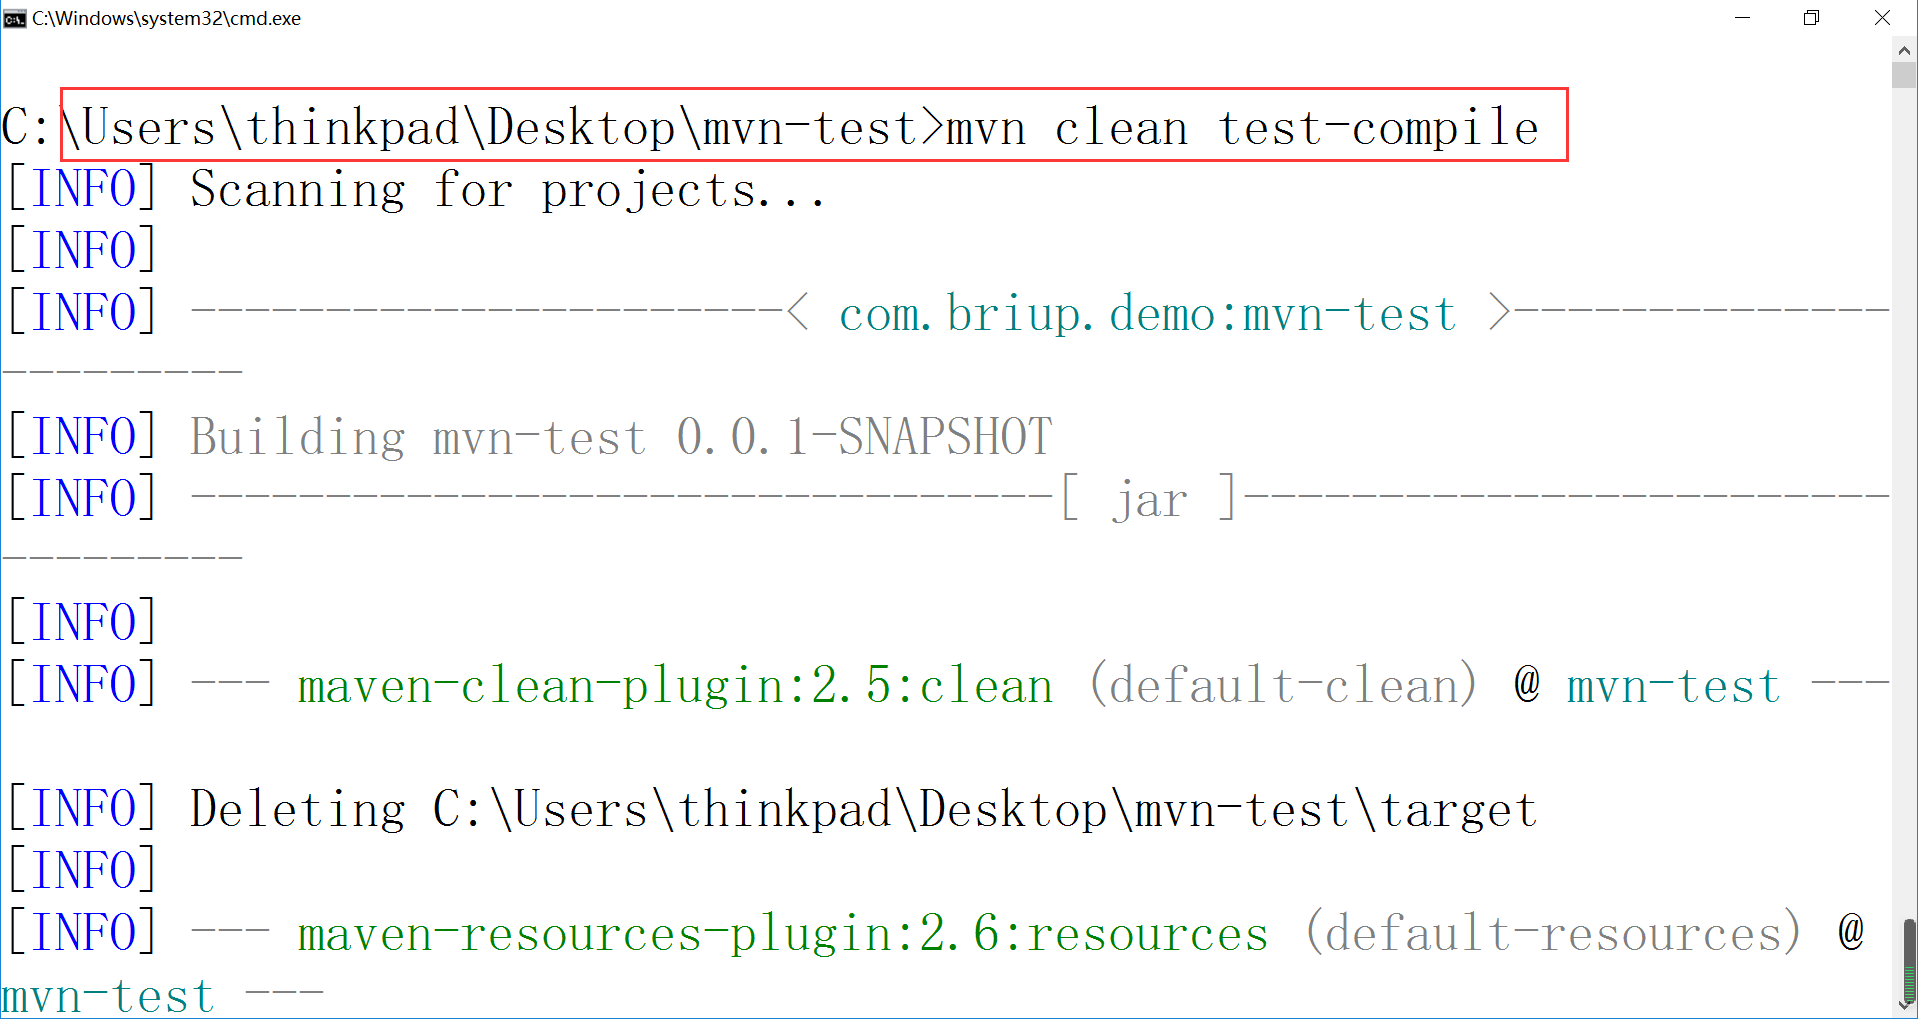 C:\Windows\system32\cmd.exe
C:\Users\thinkpad\Desktop\mvn-test>mvn clean test-compile
[INFO] Scanning for projects...
[INFO]
[INFO] ----------------------< com.briup.demo:mvn-test >--------------
---------
[INFO] Building mvn-test 0.0.1-SNAPSHOT
[INFO] --------------------------------[ jar ]------------------------
---------
[INFO]
[INFO] --- maven-clean-plugin:2.5:clean (default-clean) @ mvn-test ---
[INFO] Deleting C:\Users\thinkpad\Desktop\mvn-test\target
[INFO]
[INFO] --- maven-resources-plugin:2.6:resources (default-resources) @
mvn-test ---